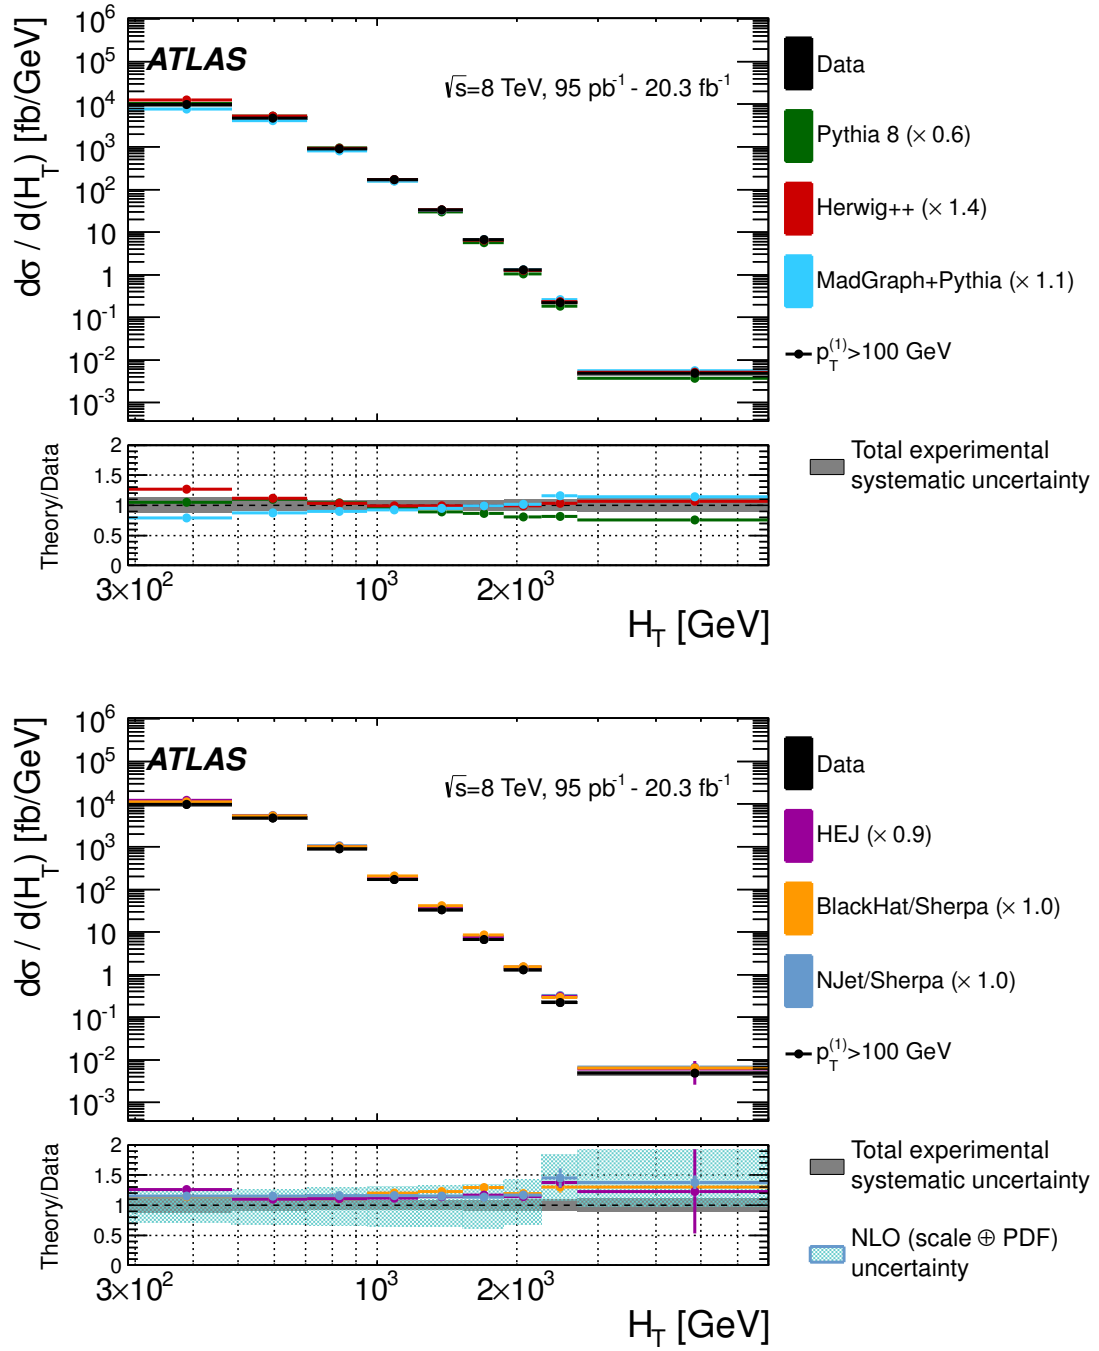 ATLAS
√s=8 TeV, 95 pb⁻¹ - 20.3 fb⁻¹
dσ / d(H_T) [fb/GeV]
10⁶
10⁵
10⁴
10³
10²
10
1
10⁻¹
10⁻²
10⁻³
Data
Pythia 8 (× 0.6)
Herwig++ (× 1.4)
MadGraph+Pythia (× 1.1)
p_T^(1)>100 GeV
Theory/Data
2
1.5
1
0.5
0
Total experimental
systematic uncertainty
3×10² 10³ 2×10³
H_T [GeV]
ATLAS
√s=8 TeV, 95 pb⁻¹ - 20.3 fb⁻¹
dσ / d(H_T) [fb/GeV]
10⁶
10⁵
10⁴
10³
10²
10
1
10⁻¹
10⁻²
10⁻³
Data
HEJ (× 0.9)
BlackHat/Sherpa (× 1.0)
NJet/Sherpa (× 1.0)
p_T^(1)>100 GeV
Theory/Data
2
1.5
1
0.5
0
Total experimental
systematic uncertainty
NLO (scale ⊕ PDF)
uncertainty
3×10² 10³ 2×10³
H_T [GeV]